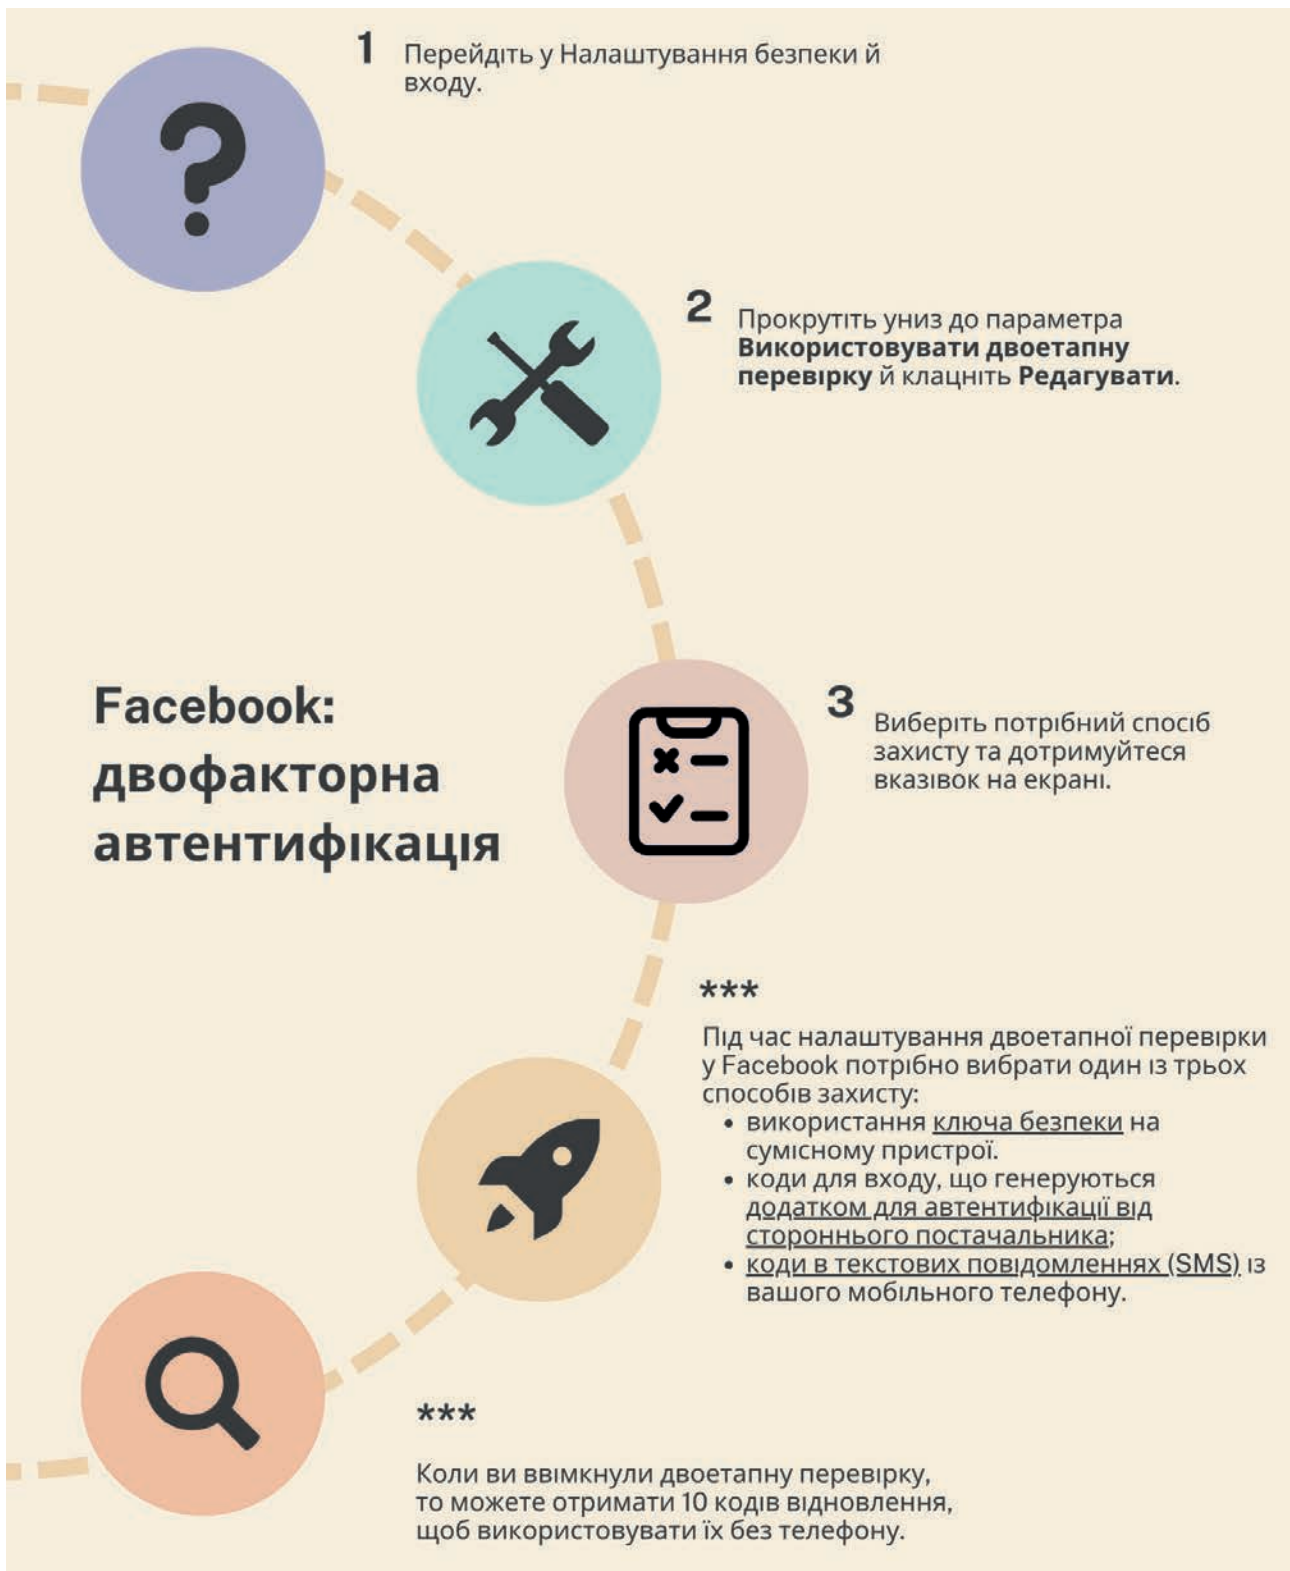 1
Перейдіть у Налаштування безпеки й
входу.
2
Прокрутіть униз до параметра
Використовувати двоетапну
перевірку й клацніть Редагувати.
Facebook:
двофакторна
автентифікація
3
Виберіть потрібний спосіб
захисту та дотримуйтеся
вказівок на екрані.
***
Під час налаштування двоетапної перевірки
у Facebook потрібно вибрати один із трьох
способів захисту:
• використання ключа безпеки на
сумісному пристрої.
• коди для входу, що генеруються
додатком для автентифікації від
стороннього постачальника;
• коди в текстових повідомленнях (SMS) із
вашого мобільного телефону.
***
Коли ви ввімкнули двоетапну перевірку,
то можете отримати 10 кодів відновлення,
щоб використовувати їх без телефону.